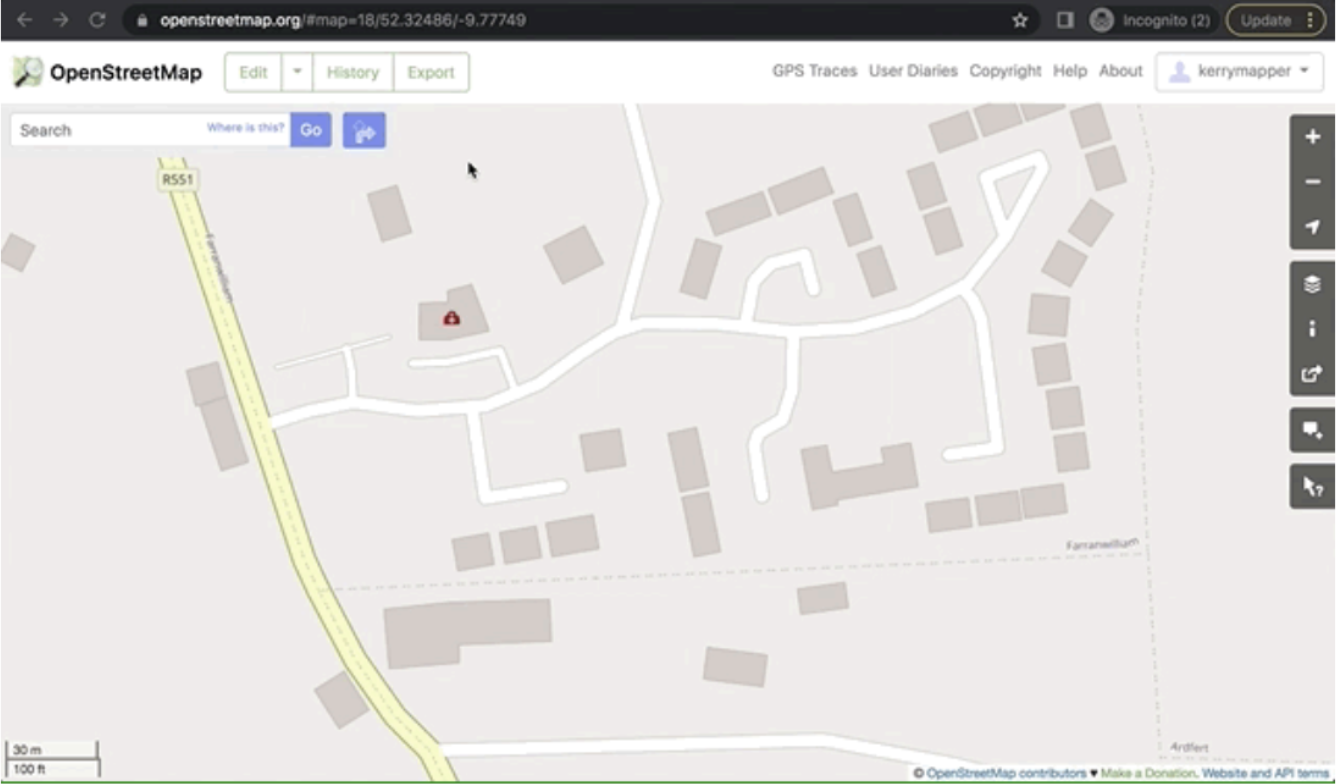 openstreetmap.org/#map=18/52.32486/-9.77749 Incognito (2) Update
OpenStreetMap Edit History Export GPS Traces User Diaries Copyright Help About kerrymapper
Search Where is this? Go
R551
Farranwilliam
Farranwilliam
Ardfert
30 m
100 ft
© OpenStreetMap contributors ♥ Make a Donation. Website and API terms